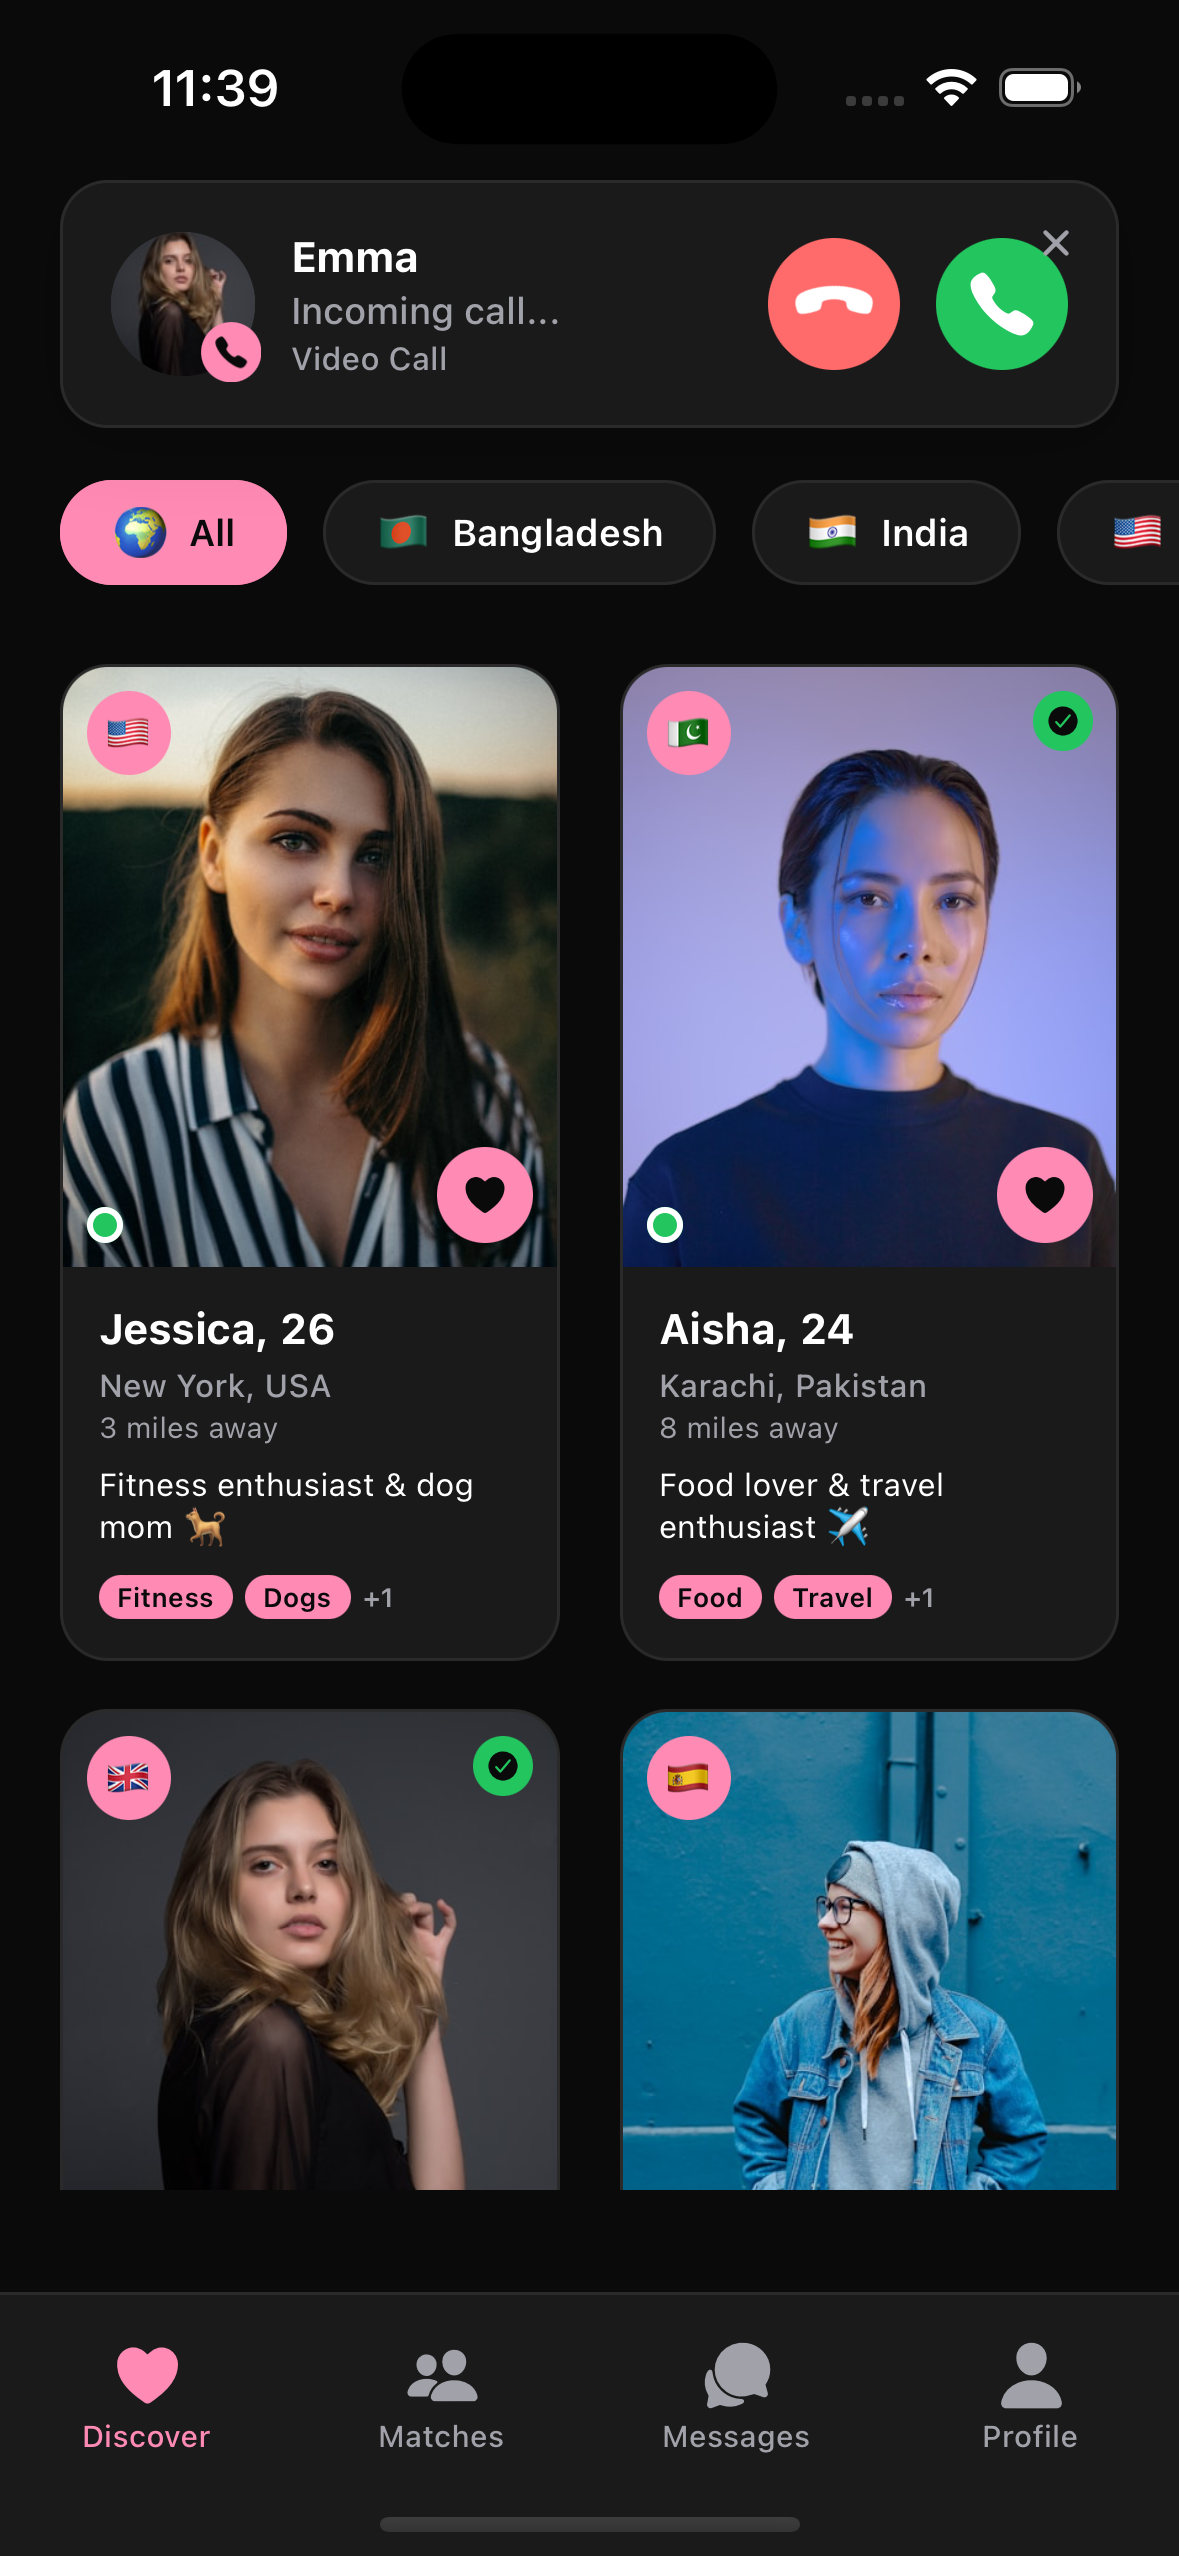 11:39
Emma
Incoming call...
Video Call
All
Bangladesh
India
Jessica, 26
New York, USA
3 miles away
Fitness enthusiast & dog
mom 🐕
Fitness Dogs +1
Aisha, 24
Karachi, Pakistan
8 miles away
Food lover & travel
enthusiast ✈️
Food Travel +1
Discover
Matches
Messages
Profile